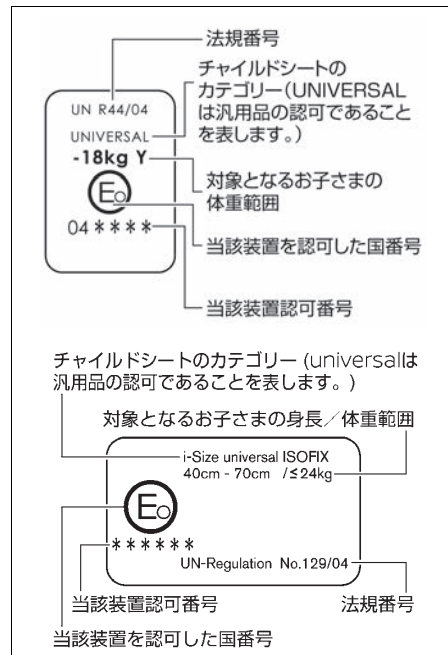 法規番号
チャイルドシートの
カテゴリー(UNIVERSAL
は汎用品の認可であること
を表します。)
UN R44/04
UNIVERSAL
-18kg Y
対象となるお子さまの
体重範囲
E
04＊＊＊＊
当該装置を認可した国番号
当該装置認可番号
チャイルドシートのカテゴリー (universalは
汎用品の認可であることを表します。)
対象となるお子さまの身長／体重範囲
i-Size universal ISOFIX
40cm - 70cm /≤24kg
E
＊＊＊＊＊＊
UN-Regulation No.129/04
当該装置認可番号
法規番号
当該装置を認可した国番号